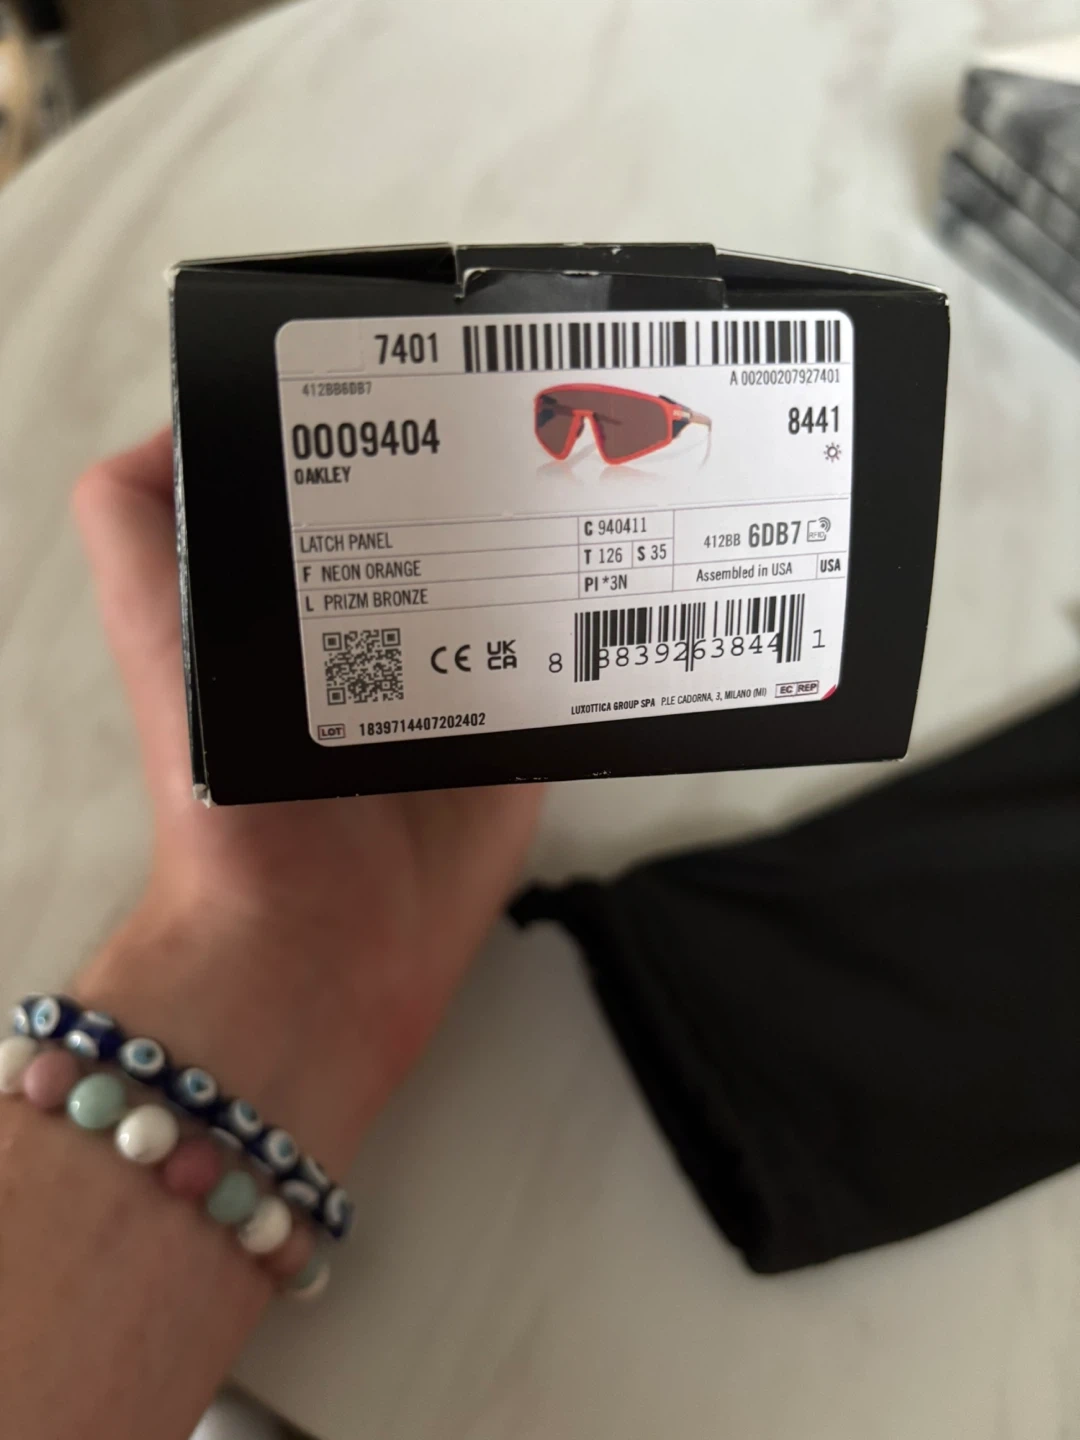 7401
A 00200207927401
412BB6DB7
0009404
8441
OAKLEY
LATCH PANEL
C 940411
412BB 6DB7 RFID
F NEON ORANGE
T 126 S 35
Assembled in USA USA
L PRIZM BRONZE
PI *3N
CE UK CA
8 88392 63844 1
LUXOTTICA GROUP SPA P.LE CADORNA, 3, MILANO (MI) EC REP
LOT 1839714407202402